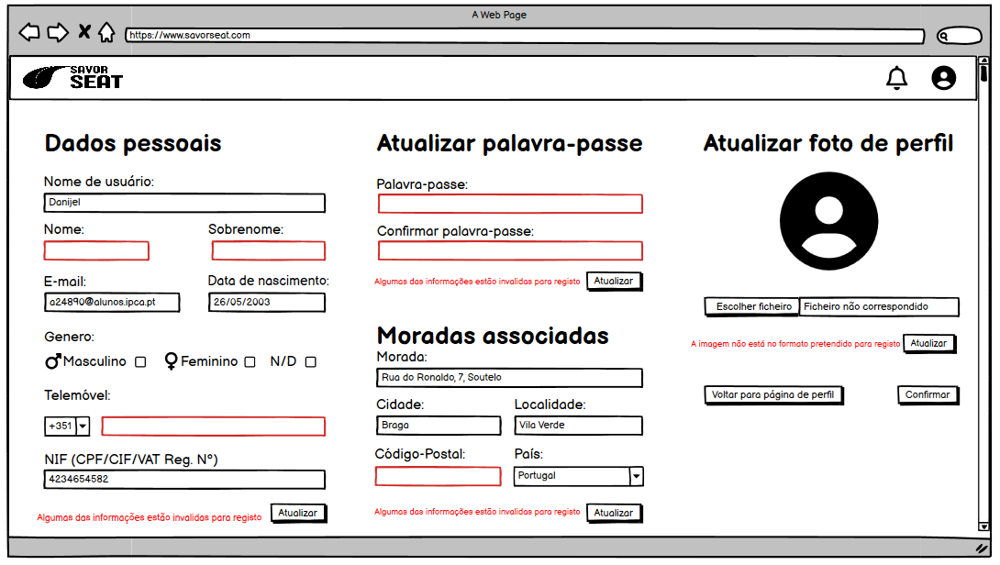 A Web Page
https://www.savorseat.com
SAVOR
SEAT
Dados pessoais
Nome de usuário:
Danijel
Nome:
Sobrenome:
E-mail:
Data de nascimento:
a24890@alunos.ipca.pt
26/05/2003
Genero:
Masculino
Feminino
N/D
Telemóvel:
+351
NIF (CPF/CIF/VAT Reg. Nº)
4234654582
Algumas das informações estão invalidas para registo
Atualizar
Atualizar palavra-passe
Palavra-passe:
Confirmar palavra-passe:
Algumas das informações estão invalidas para registo
Atualizar
Moradas associadas
Morada:
Rua do Ronaldo, 7, Soutelo
Cidade:
Localidade:
Braga
Vila Verde
Código-Postal:
País:
Portugal
Algumas das informações estão invalidas para registo
Atualizar
Atualizar foto de perfil
Escolher ficheiro
Ficheiro não correspondido
A imagem não está no formato pretendido para registo
Atualizar
Voltar para página de perfil
Confirmar